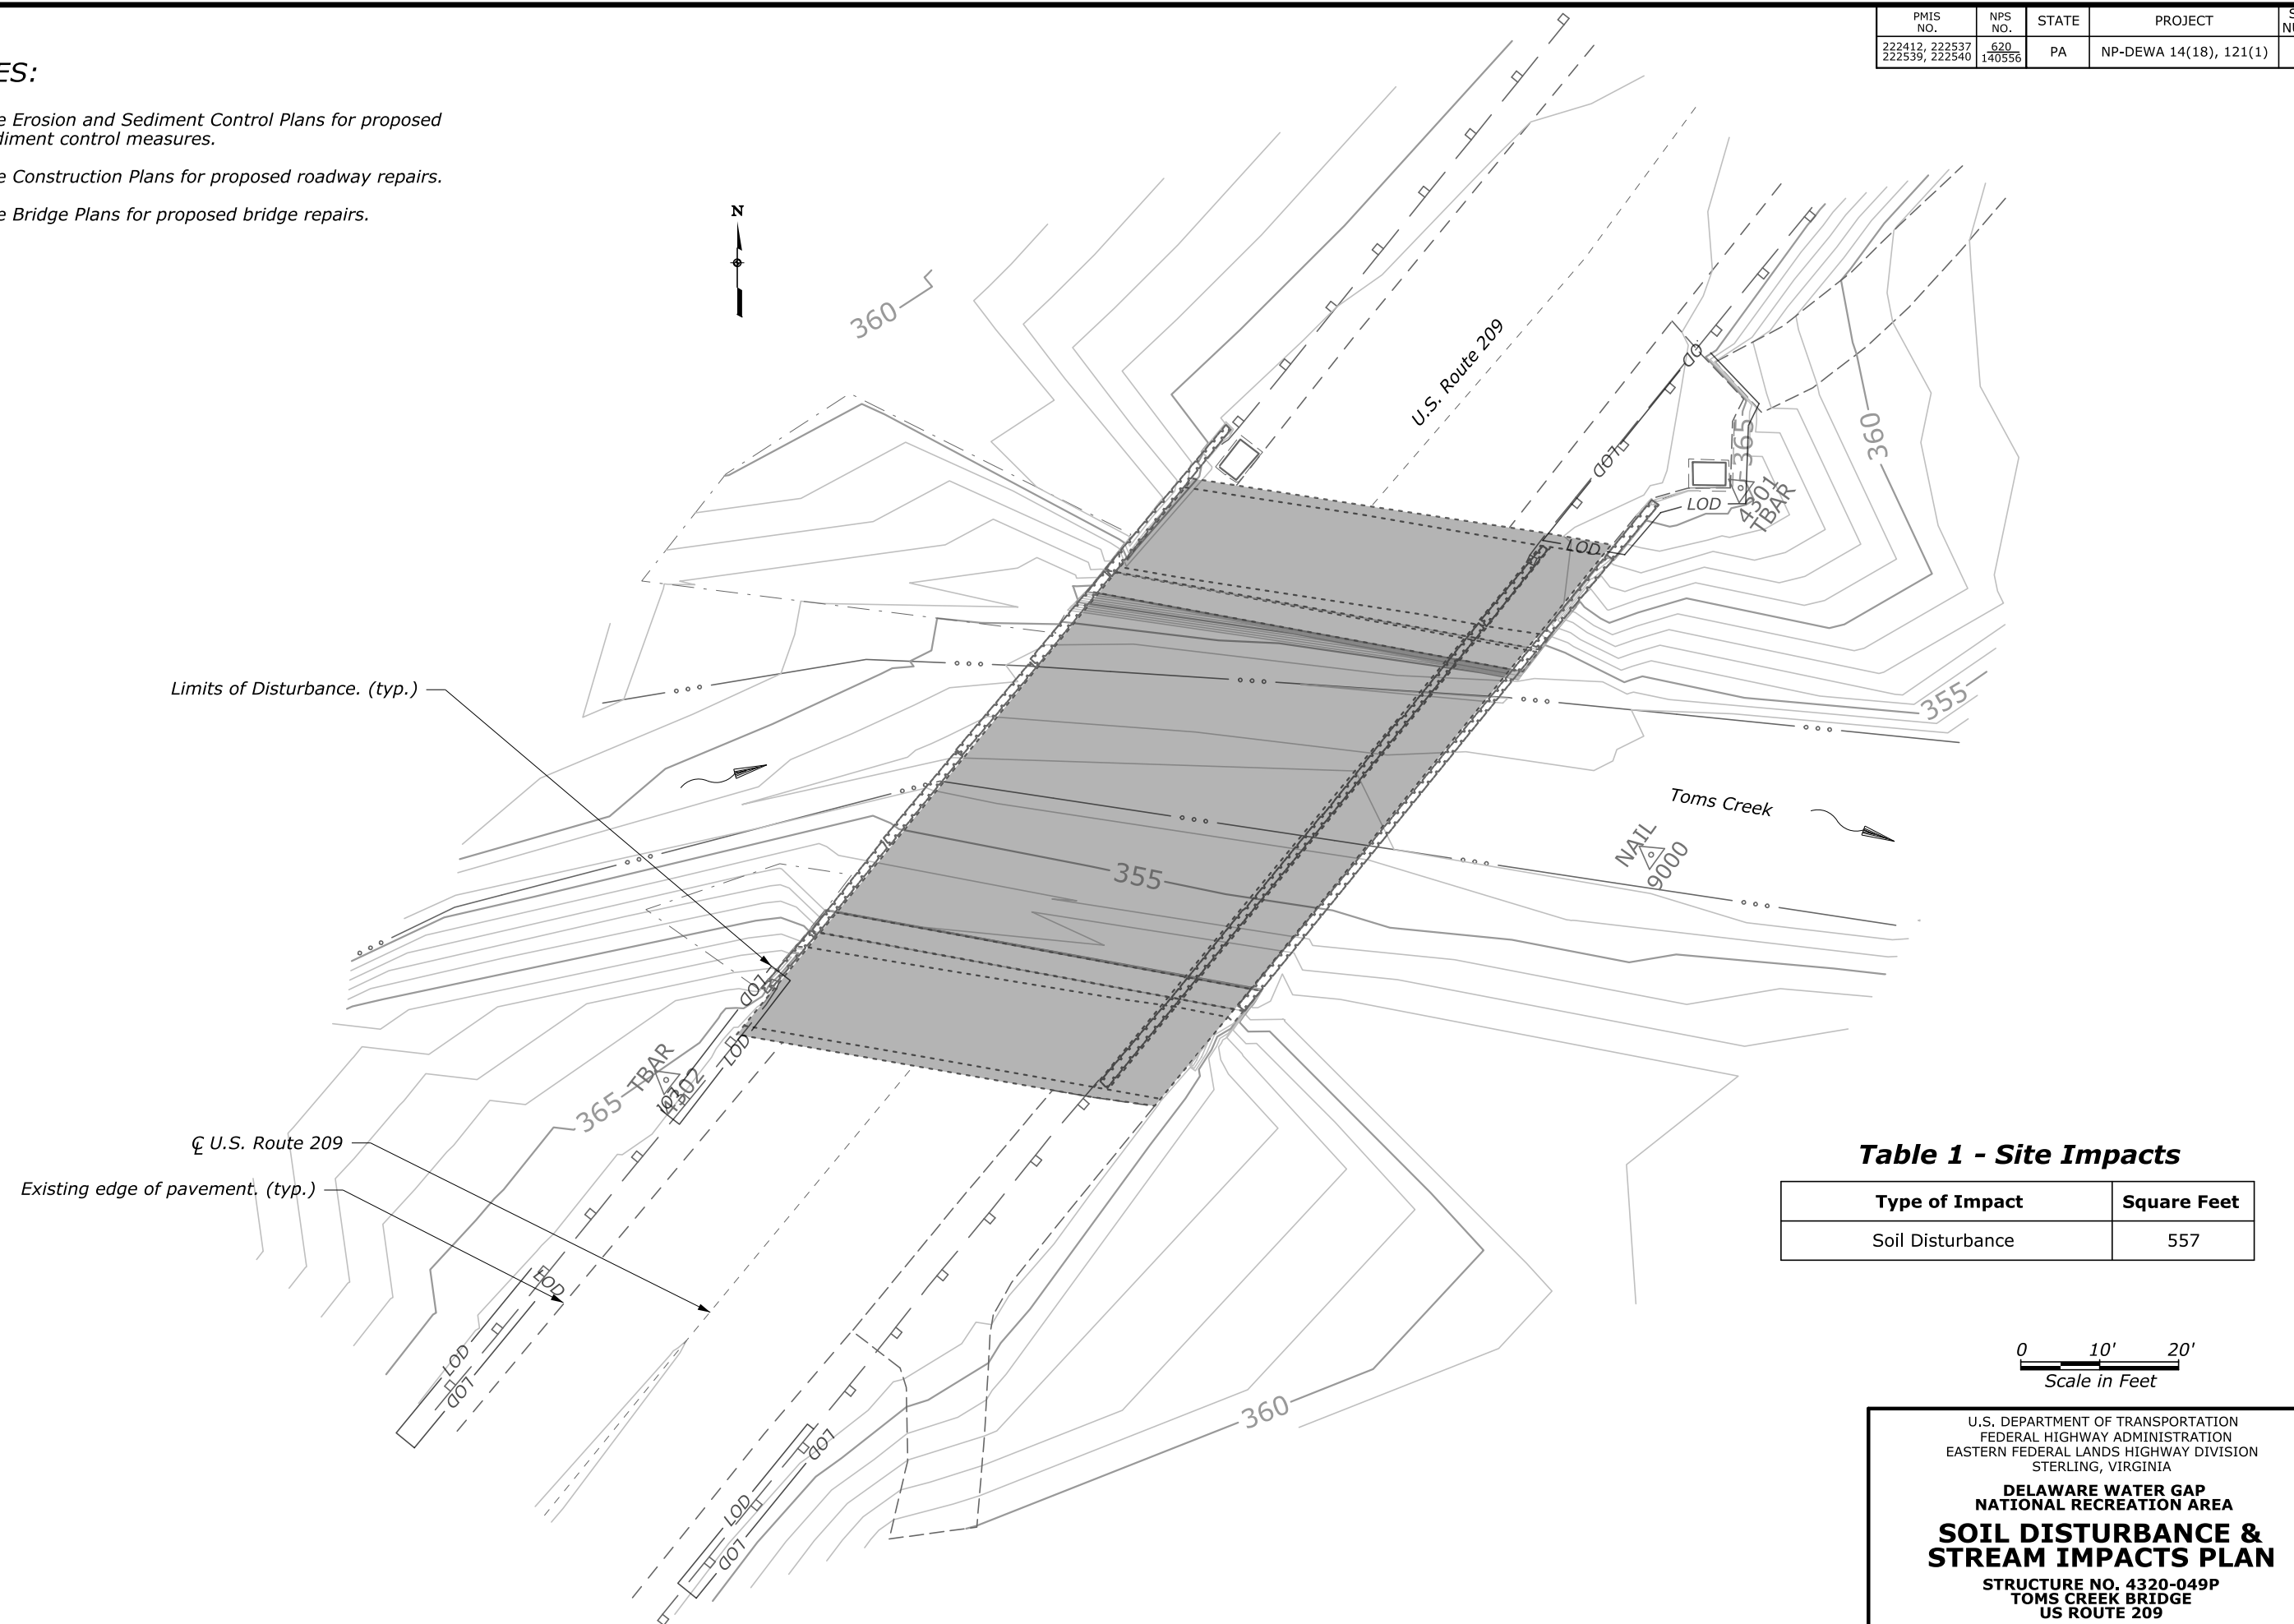 PMIS NO.
NPS NO.
STATE
PROJECT
222412, 222537
222539, 222540
620
140556
PA
NP-DEWA 14(18), 121(1)
ES:
e Erosion and Sediment Control Plans for proposed
diment control measures.
e Construction Plans for proposed roadway repairs.
e Bridge Plans for proposed bridge repairs.
N
360
U.S. Route 209
LOD
365
360
4301
TBAR
LOD
LOD
Limits of Disturbance. (typ.)
355
Toms Creek
NAIL
9000
355
LOD
LOD
TBAR
4302
365
℄ U.S. Route 209
Existing edge of pavement. (typ.)
LOD
LOD
LOD
360
LOD
LOD
LOD
Table 1 - Site Impacts
Type of Impact
Square Feet
Soil Disturbance
557
0 10' 20'
Scale in Feet
U.S. DEPARTMENT OF TRANSPORTATION
FEDERAL HIGHWAY ADMINISTRATION
EASTERN FEDERAL LANDS HIGHWAY DIVISION
STERLING, VIRGINIA
DELAWARE WATER GAP
NATIONAL RECREATION AREA
SOIL DISTURBANCE &
STREAM IMPACTS PLAN
STRUCTURE NO. 4320-049P
TOMS CREEK BRIDGE
US ROUTE 209